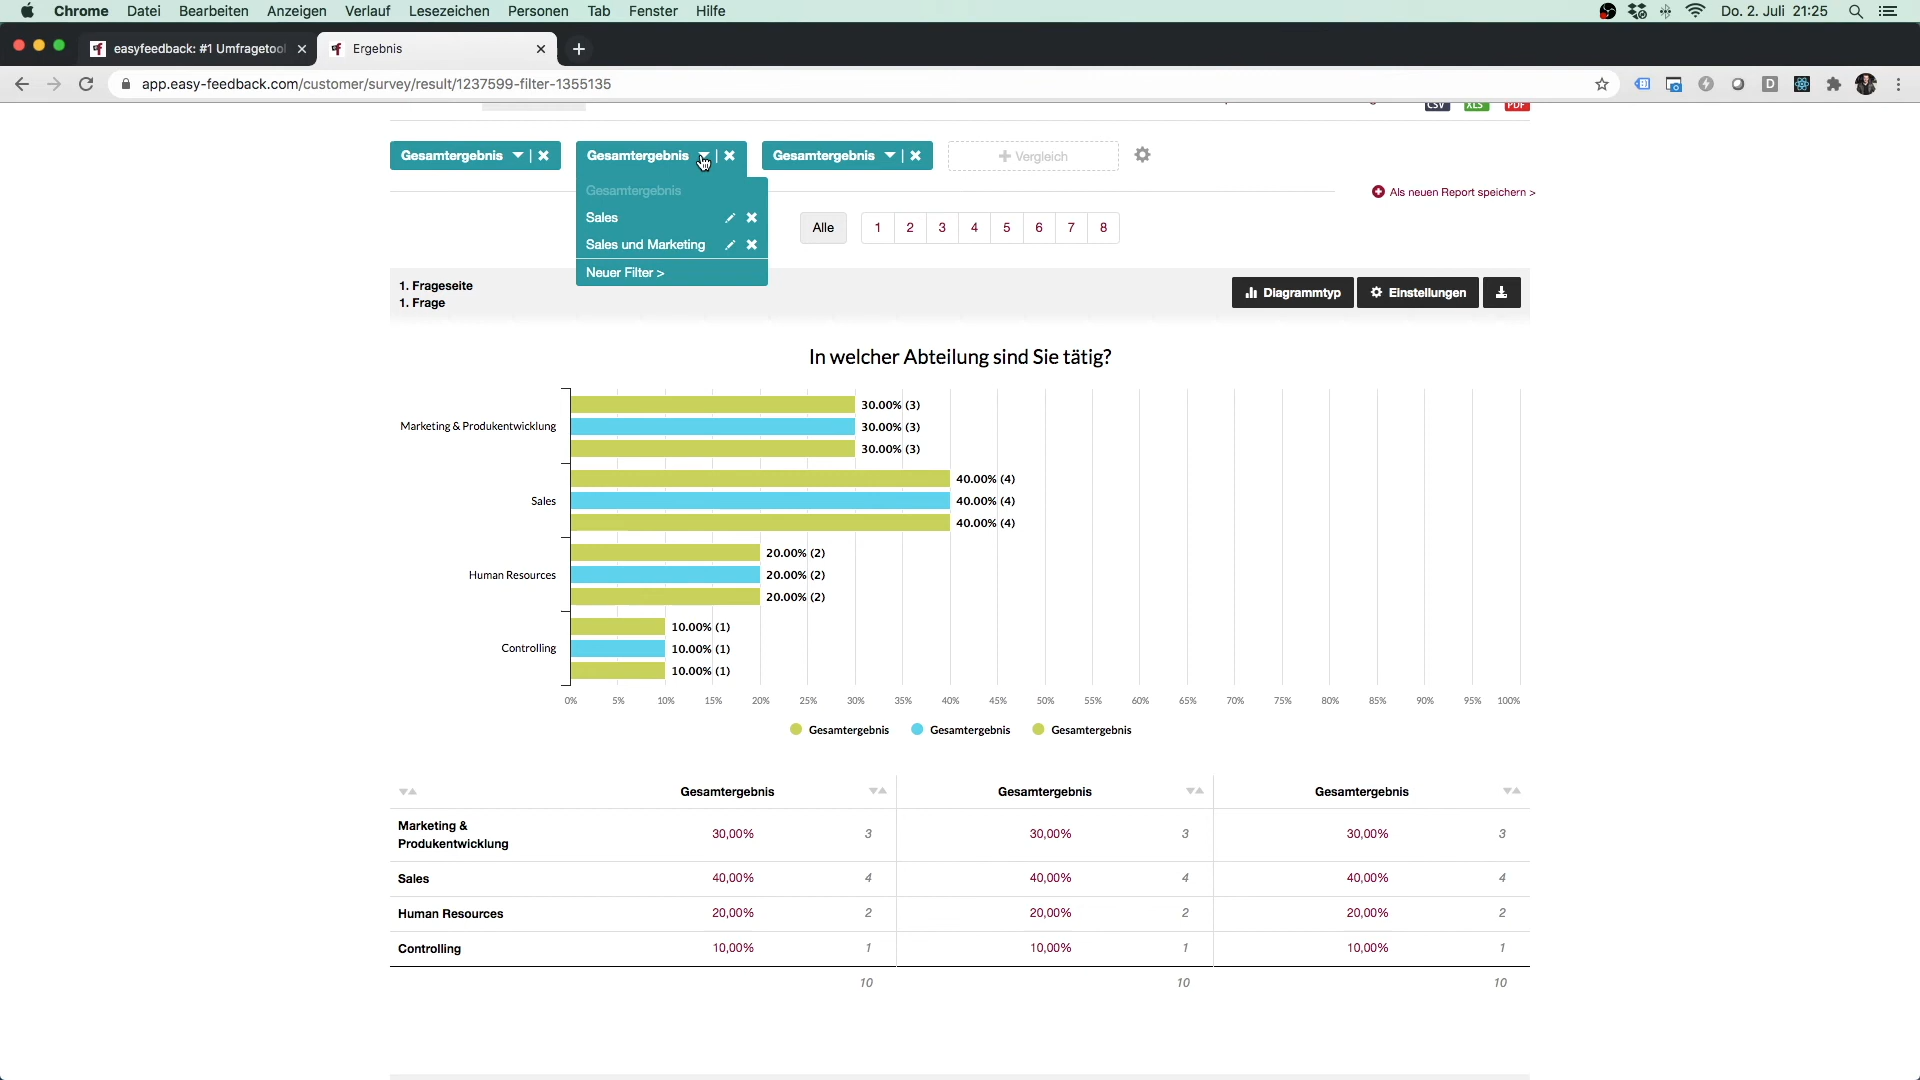 Chrome Datei Bearbeiten Anzeigen Verlauf Lesezeichen Personen Tab Fenster Hilfe Do. 2. Juli 21:25
easyfeedback: #1 Umfragetool Ergebnis
app.easy-feedback.com/customer/survey/result/1237599-filter-1355135
CSV XLS PDF
Gesamtergebnis Gesamtergebnis Gesamtergebnis + Vergleich
Gesamtergebnis
Als neuen Report speichern >
Sales
Alle 1 2 3 4 5 6 7 8
Sales und Marketing
Neuer Filter >
1. Frageseite
1. Frage
Diagrammtyp Einstellungen
In welcher Abteilung sind Sie tätig?
30.00% (3)
Marketing & Produkentwicklung 30.00% (3)
30.00% (3)
40.00% (4)
Sales 40.00% (4)
40.00% (4)
20.00% (2)
Human Resources 20.00% (2)
20.00% (2)
10.00% (1)
Controlling 10.00% (1)
10.00% (1)
0% 5% 10% 15% 20% 25% 30% 35% 40% 45% 50% 55% 60% 65% 70% 75% 80% 85% 90% 95% 100%
Gesamtergebnis Gesamtergebnis Gesamtergebnis
Gesamtergebnis Gesamtergebnis Gesamtergebnis
Marketing &
Produkentwicklung 30,00% 3 30,00% 3 30,00% 3
Sales 40,00% 4 40,00% 4 40,00% 4
Human Resources 20,00% 2 20,00% 2 20,00% 2
Controlling 10,00% 1 10,00% 1 10,00% 1
10 10 10